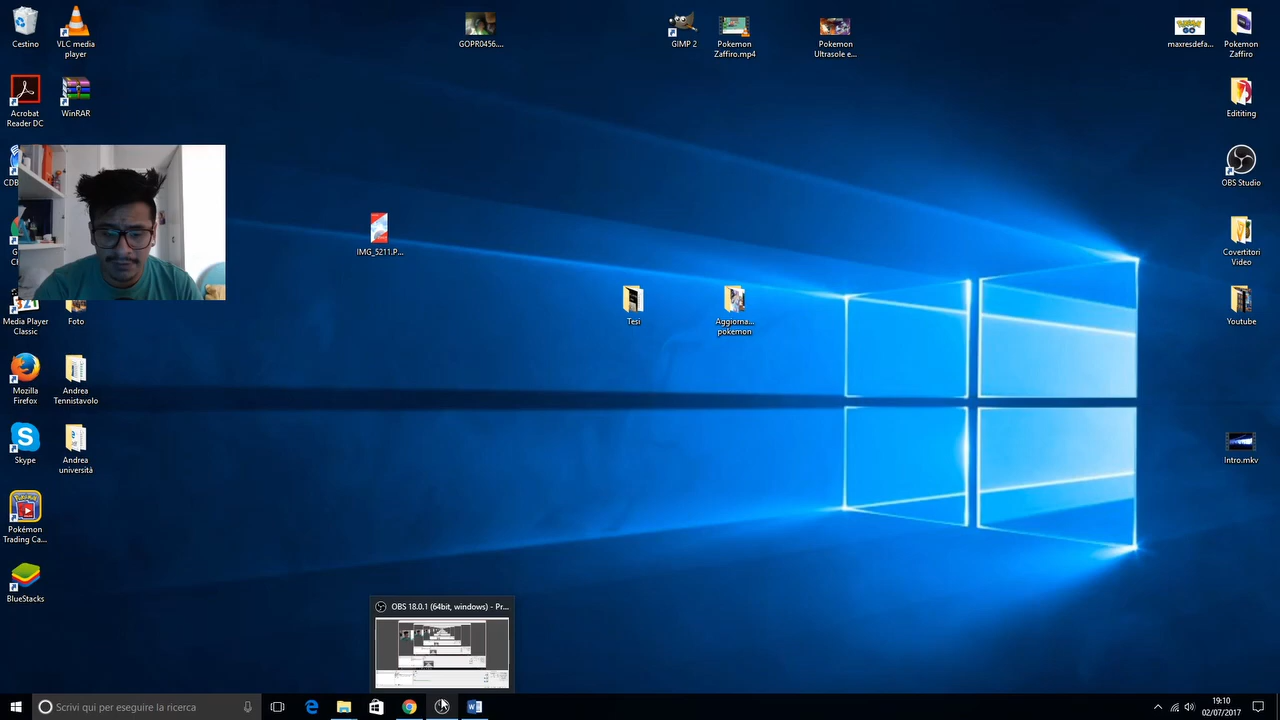 Cestino
VLC media
player
GOPR0456....
GIMP 2
Pokemon
Zaffiro.mp4
Pokemon
Ultrasole e...
maxresdefa...
Pokemon
Zaffiro
Acrobat
Reader DC
WinRAR
Edititing
OBS Studio
IMG_5211.P...
Covertitori
Video
Media Player
Classic
Foto
Tesi
Aggiorna...
pokemon
Youtube
Mozilla
Firefox
Andrea
Tennistavolo
Skype
Andrea
università
Intro.mkv
Pokémon
Trading Ca...
BlueStacks
OBS 18.0.1 (64bit, windows) - Pr...
Scrivi qui per eseguire la ricerca
19:10
02/07/2017